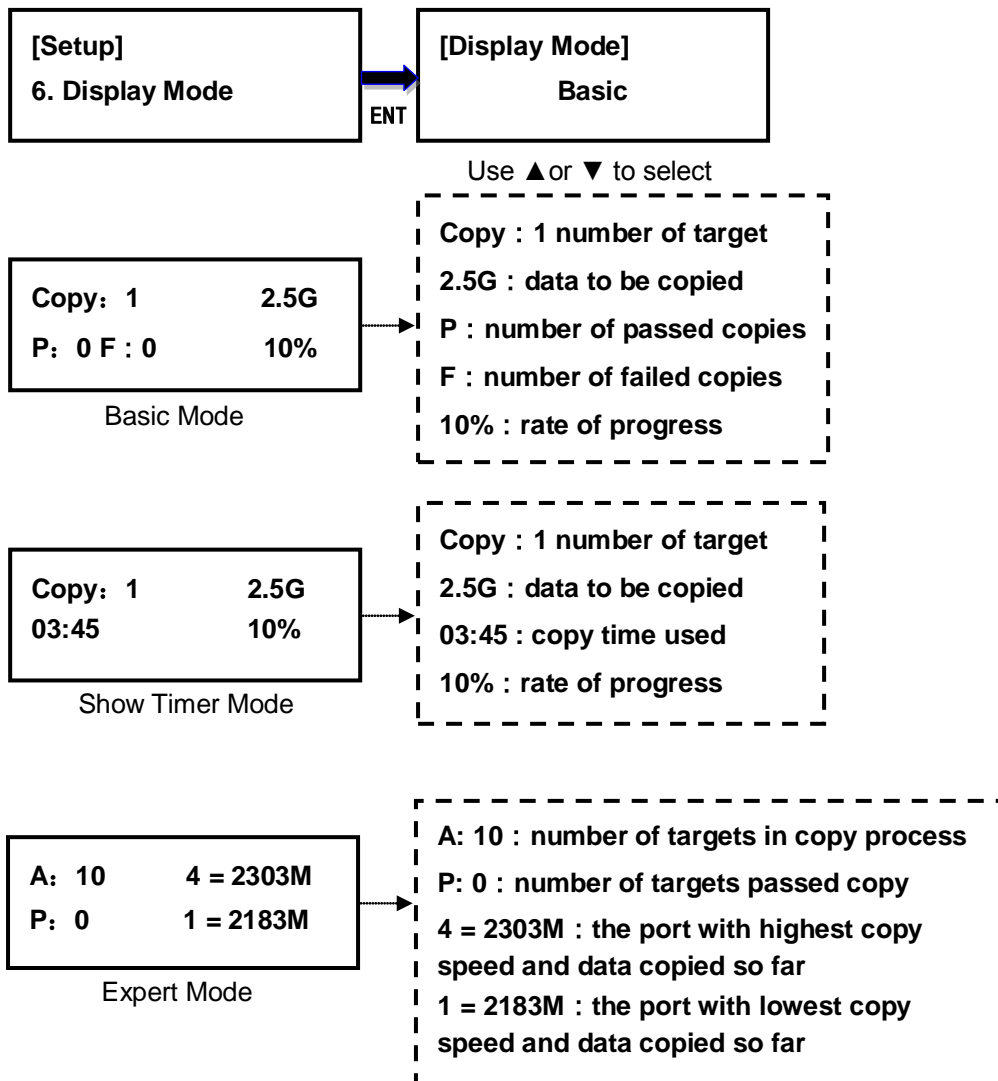 [Setup]
6. Display Mode
ENT
[Display Mode]
Basic
Use ▲or ▼ to select
Copy：1 2.5G
P：0 F : 0 10%
Basic Mode
Copy : 1 number of target
2.5G : data to be copied
P : number of passed copies
F : number of failed copies
10% : rate of progress
Copy：1 2.5G
03:45 10%
Show Timer Mode
Copy : 1 number of target
2.5G : data to be copied
03:45 : copy time used
10% : rate of progress
A：10 4 = 2303M
P：0 1 = 2183M
Expert Mode
A: 10 : number of targets in copy process
P: 0 : number of targets passed copy
4 = 2303M : the port with highest copy
speed and data copied so far
1 = 2183M : the port with lowest copy
speed and data copied so far